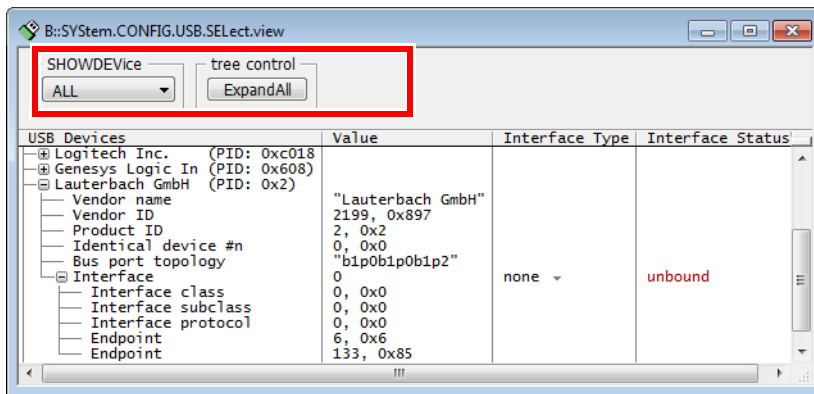 B::SYStem.CONFIG.USB.SELect.view
SHOWDEVice tree control
ALL ExpandAll
USB Devices Value Interface Type Interface Status
Logitech Inc. (PID: 0xc018
Genesys Logic In (PID: 0x608)
Lauterbach GmbH (PID: 0x2)
Vendor name "Lauterbach GmbH"
Vendor ID 2199, 0x897
Product ID 2, 0x2
Identical device #n 0, 0x0
Bus port topology "b1p0b1p0b1p2"
Interface 0 none unbound
Interface class 0, 0x0
Interface subclass 0, 0x0
Interface protocol 0, 0x0
Endpoint 6, 0x6
Endpoint 133, 0x85